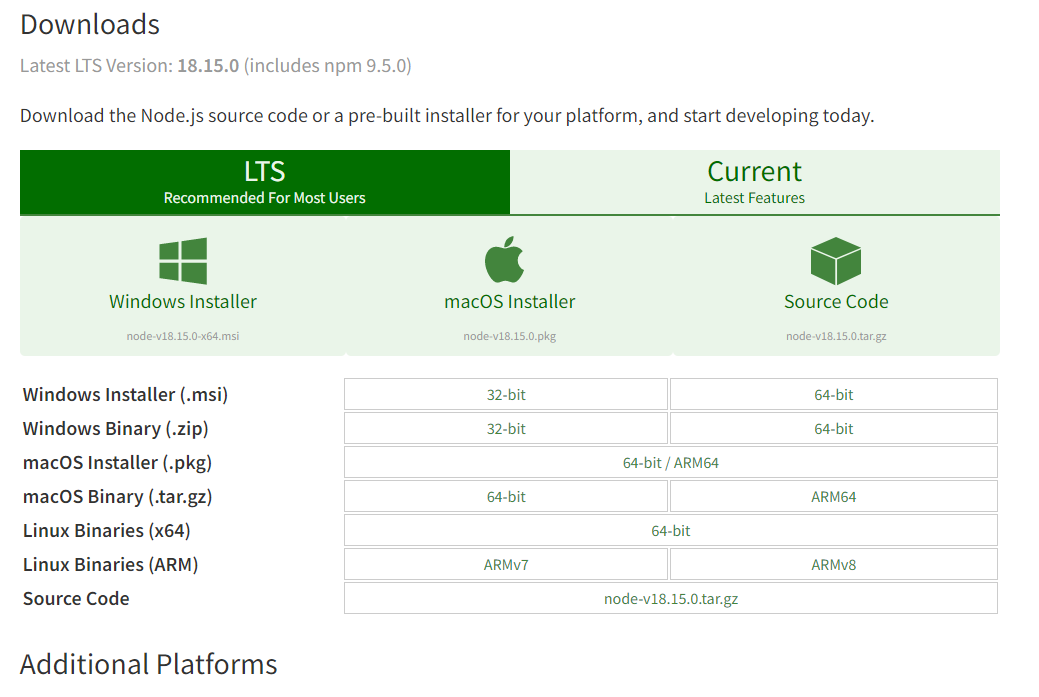 Downloads
Latest LTS Version: 18.15.0 (includes npm 9.5.0)
Download the Node.js source code or a pre-built installer for your platform, and start developing today.
LTS
Recommended For Most Users
Current
Latest Features
Windows Installer
node-v18.15.0-x64.msi
macOS Installer
node-v18.15.0.pkg
Source Code
node-v18.15.0.tar.gz
Windows Installer (.msi) 32-bit 64-bit
Windows Binary (.zip) 32-bit 64-bit
macOS Installer (.pkg) 64-bit / ARM64
macOS Binary (.tar.gz) 64-bit ARM64
Linux Binaries (x64) 64-bit
Linux Binaries (ARM) ARMv7 ARMv8
Source Code node-v18.15.0.tar.gz
Additional Platforms